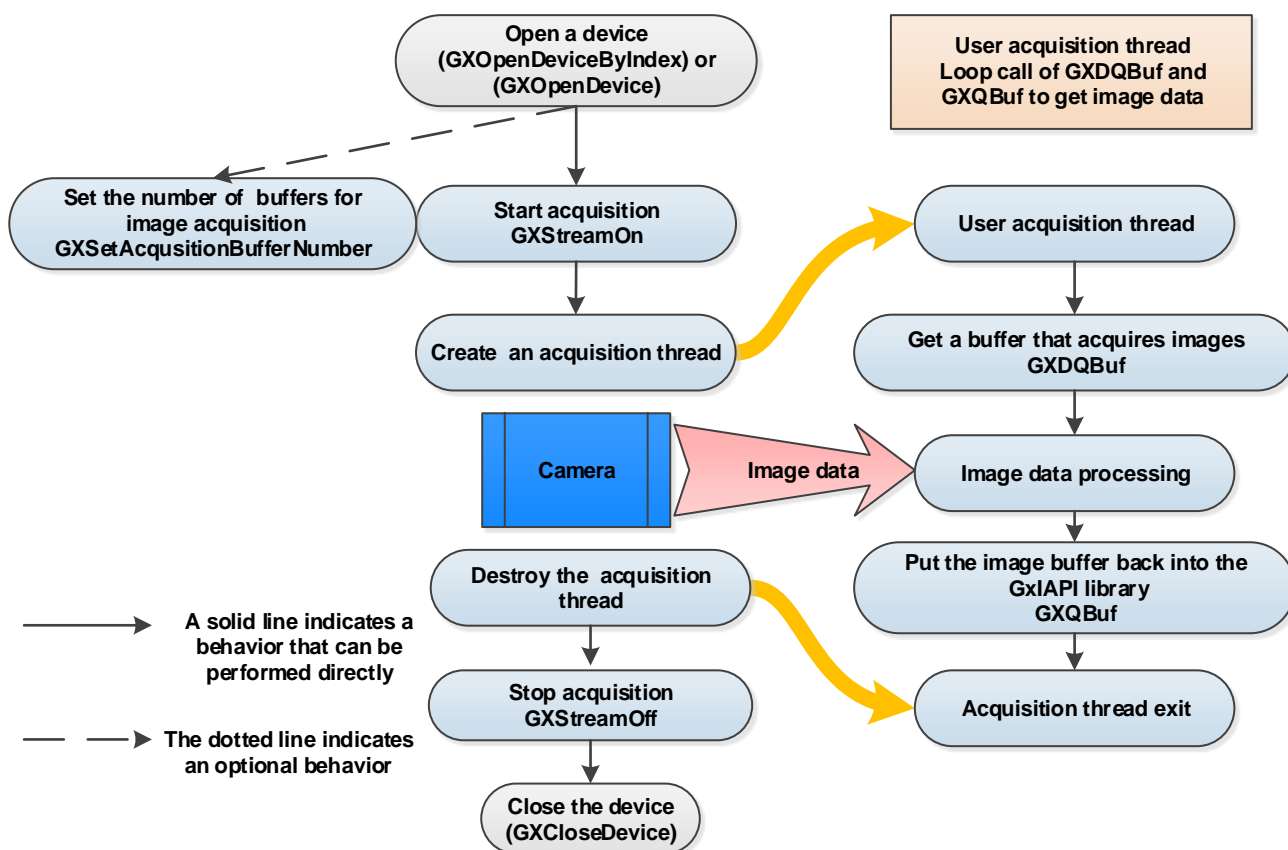 Open a device
(GXOpenDeviceByIndex) or
(GXOpenDevice)
User acquisition thread
Loop call of GXDQBuf and
GXQBuf to get image data
Set the number of buffers for
image acquisition
GXSetAcqusitionBufferNumber
Start acquisition
GXStreamOn
User acquisition thread
Create an acquisition thread
Get a buffer that acquires images
GXDQBuf
Camera
Image data
Image data processing
Destroy the acquisition
thread
Put the image buffer back into the
GxIAPI library
GXQBuf
A solid line indicates a
behavior that can be
performed directly
Stop acquisition
GXStreamOff
Acquisition thread exit
The dotted line indicates
an optional behavior
Close the device
(GXCloseDevice)